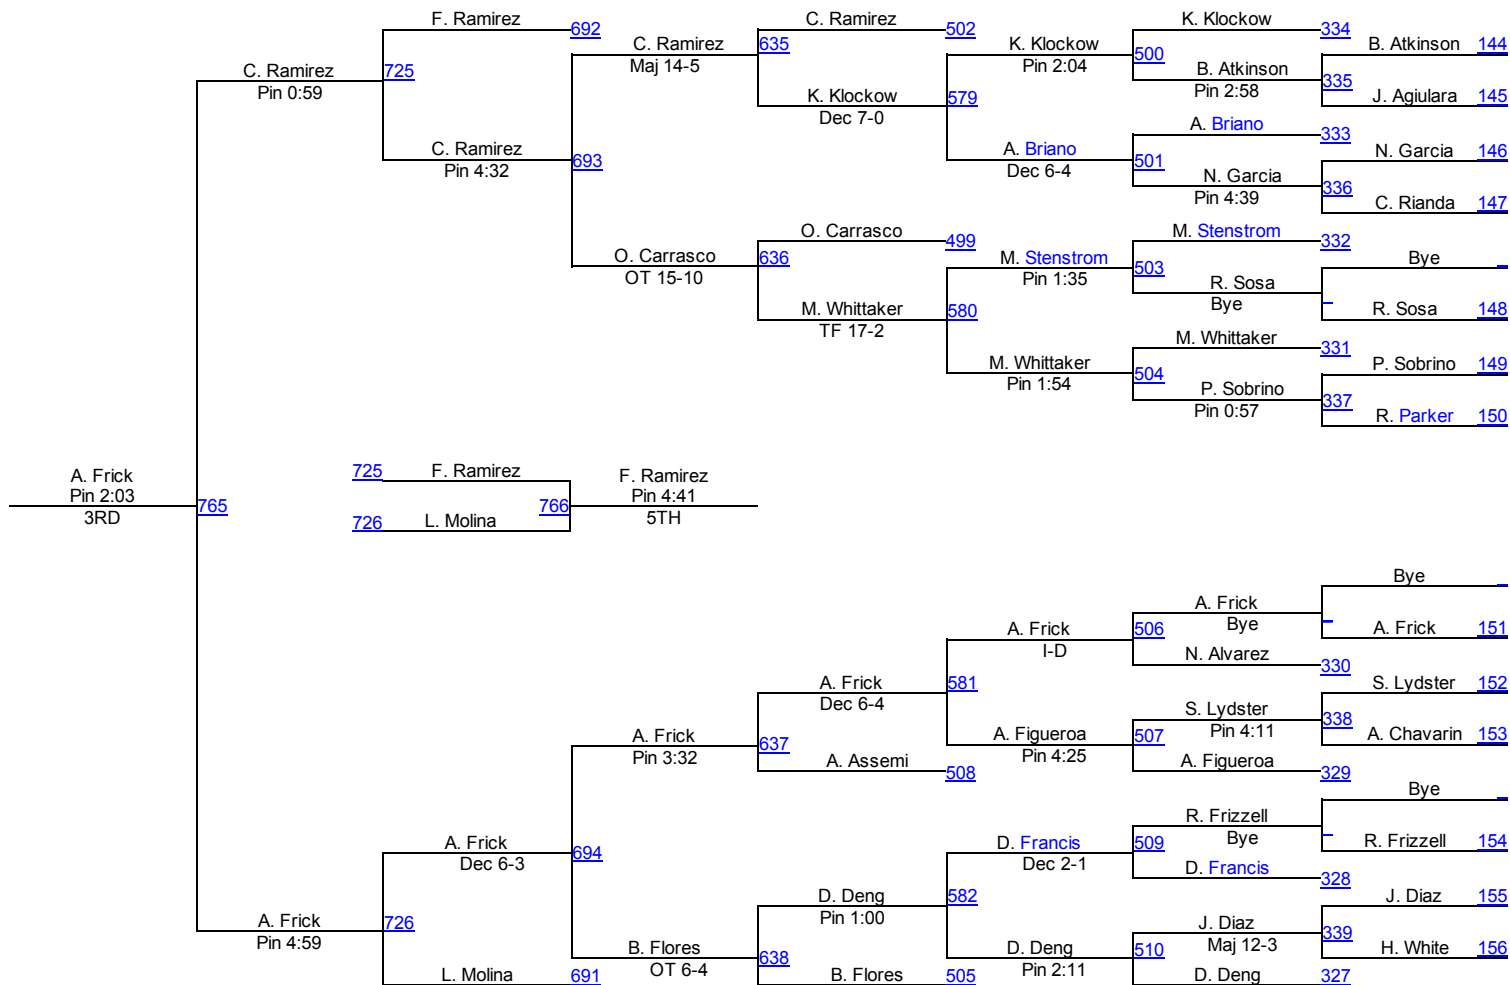 F. Ramirez
692
C. Ramirez
502
K. Klockow
334
C. Ramirez
Maj 14-5
635
K. Klockow
Pin 2:04
500
B. Atkinson 144
C. Ramirez
Pin 0:59
725
B. Atkinson
Pin 2:58
335
K. Klockow
Dec 7-0
579
J. Agiulara 145
A. Briano
333
C. Ramirez
Pin 4:32
693
A. Briano
Dec 6-4
501
N. Garcia 146
N. Garcia
Pin 4:39
336
C. Rianda 147
O. Carrasco
499
M. Stenstrom
332
O. Carrasco
OT 15-10
636
M. Stenstrom
Pin 1:35
503
Bye
R. Sosa
Bye
M. Whittaker
TF 17-2
580
R. Sosa 148
M. Whittaker
331
M. Whittaker
Pin 1:54
504
P. Sobrino 149
P. Sobrino
Pin 0:57
337
R. Parker 150
A. Frick
Pin 2:03
3RD
765
725 F. Ramirez
726 L. Molina
766
F. Ramirez
Pin 4:41
5TH
Bye
A. Frick
Bye
A. Frick
I-D
506
A. Frick 151
N. Alvarez
330
A. Frick
Dec 6-4
581
S. Lydster 152
S. Lydster
Pin 4:11
338
A. Frick
Pin 3:32
637
A. Figueroa
Pin 4:25
507
A. Chavarin 153
A. Assemi
508
A. Figueroa
329
Bye
R. Frizzell
Bye
A. Frick
Dec 6-3
694
D. Francis
Dec 2-1
509
R. Frizzell 154
D. Francis
328
D. Deng
Pin 1:00
582
J. Diaz 155
A. Frick
Pin 4:59
726
J. Diaz
Maj 12-3
339
B. Flores
OT 6-4
638
D. Deng
Pin 2:11
510
H. White 156
L. Molina
691
B. Flores
505
D. Deng
327